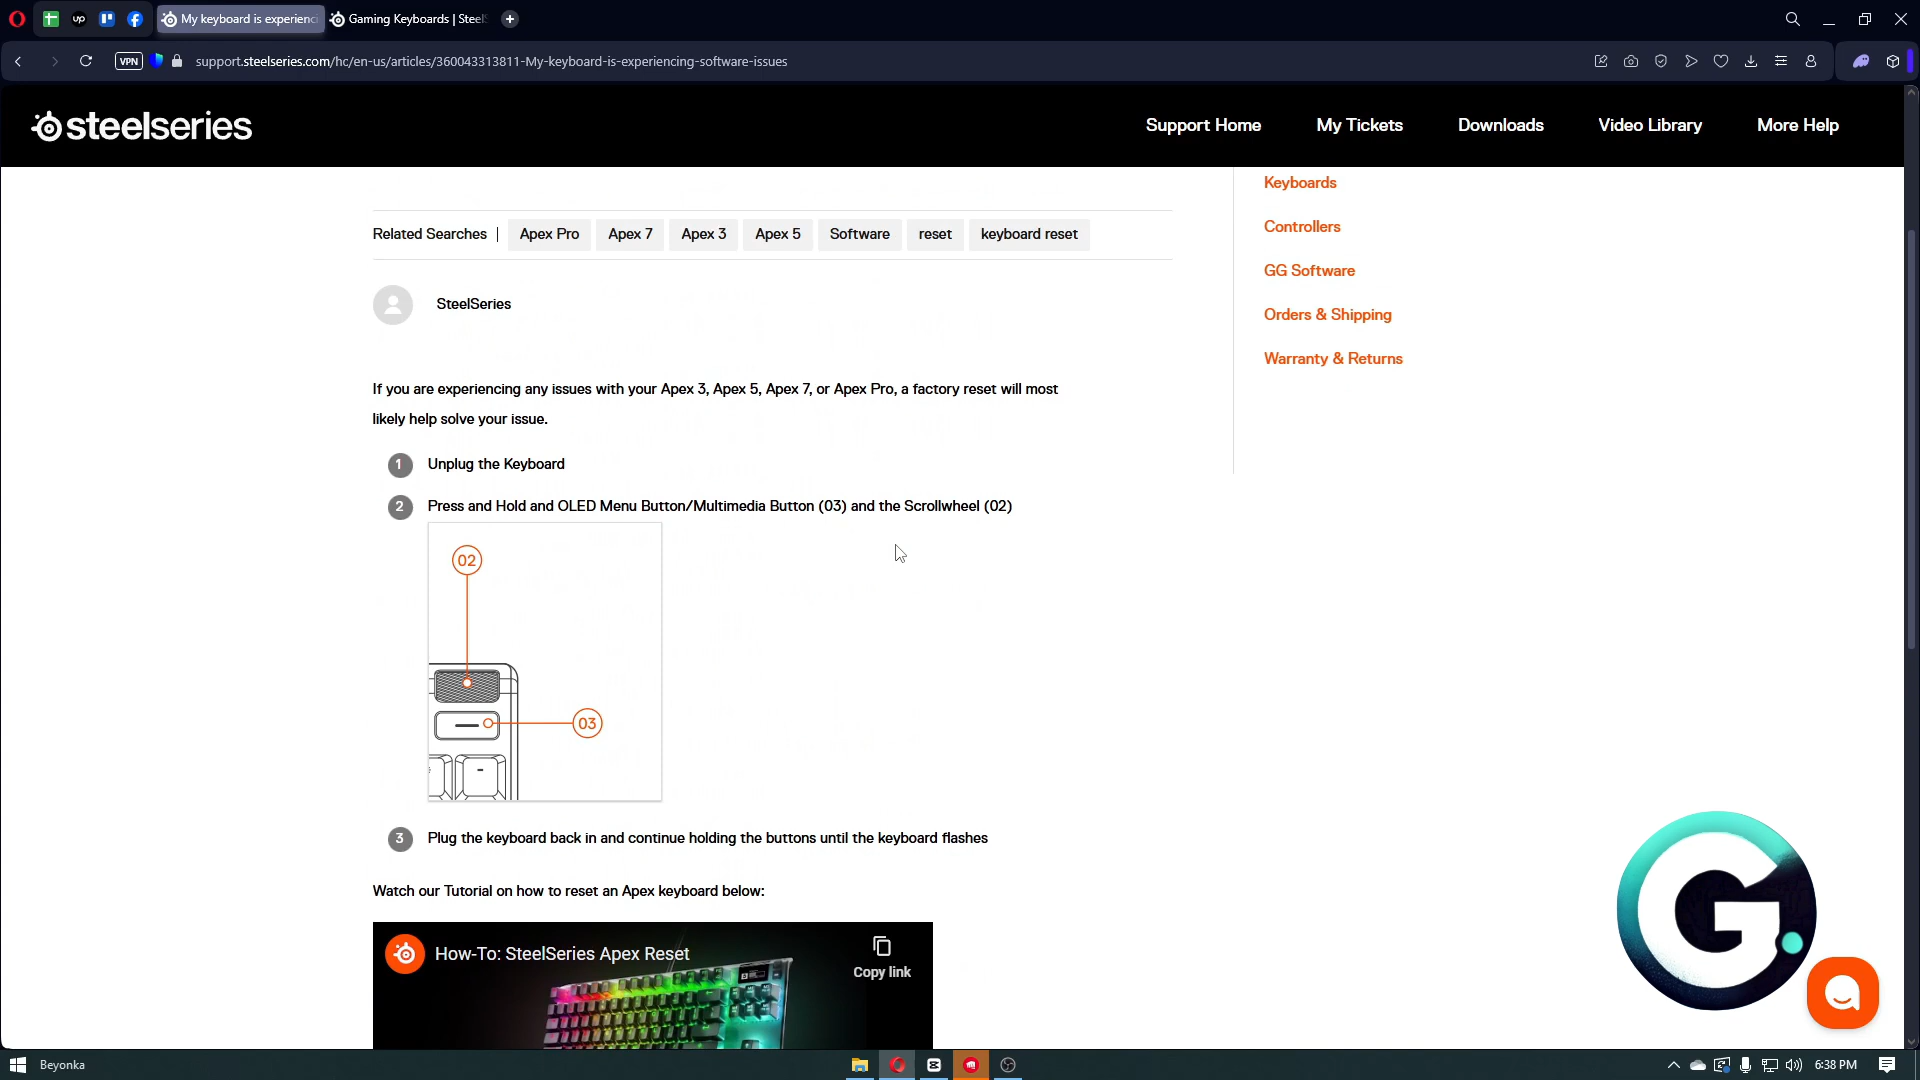 up
My keyboard is experienc
Gaming Keyboards | Steel
VPN
support.steelseries.com/hc/en-us/articles/360043313811-My-keyboard-is-experiencing-software-issues
steelseries
Support Home
My Tickets
Downloads
Video Library
More Help
Related Searches |
Apex Pro
Apex 7
Apex 3
Apex 5
Software
reset
keyboard reset
SteelSeries
If you are experiencing any issues with your Apex 3, Apex 5, Apex 7, or Apex Pro, a factory reset will most
likely help solve your issue.
1 Unplug the Keyboard
2 Press and Hold and OLED Menu Button/Multimedia Button (03) and the Scrollwheel (02)
02
03
-
3 Plug the keyboard back in and continue holding the buttons until the keyboard flashes
Watch our Tutorial on how to reset an Apex keyboard below:
How-To: SteelSeries Apex Reset
Copy link
Keyboards
Controllers
GG Software
Orders & Shipping
Warranty & Returns
G
Beyonka
6:38 PM